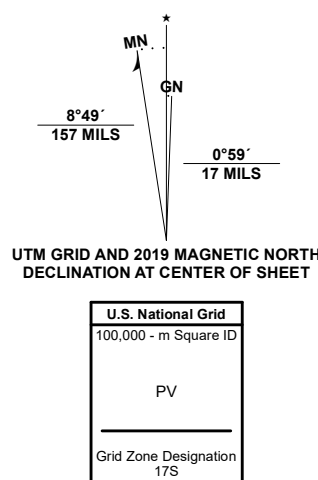 MN
GN
8°49´
157 MILS
0°59´
17 MILS
UTM GRID AND 2019 MAGNETIC NORTH
DECLINATION AT CENTER OF SHEET
U.S. National Grid
100,000 - m Square ID
PV
Grid Zone Designation
17S